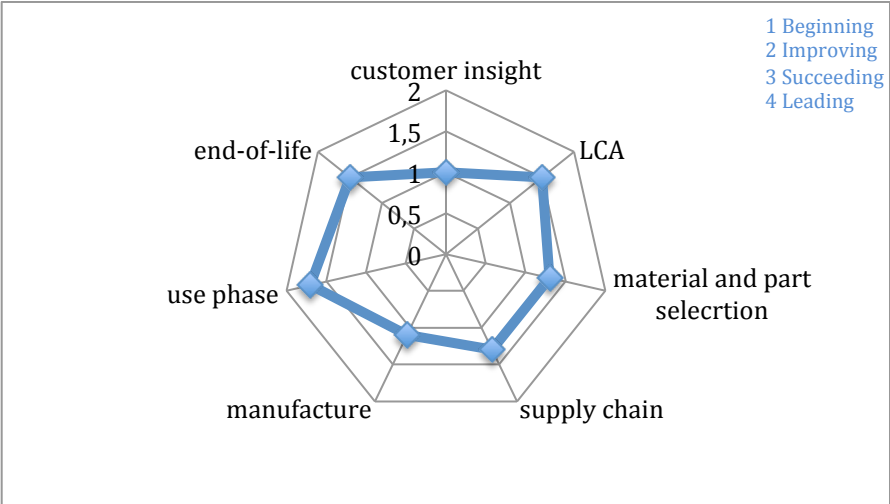 1 Beginning
2 Improving
3 Succeeding
4 Leading
customer insight
2
1,5
1
0,5
0
LCA
material and part
selecrtion
supply chain
manufacture
use phase
end-of-life